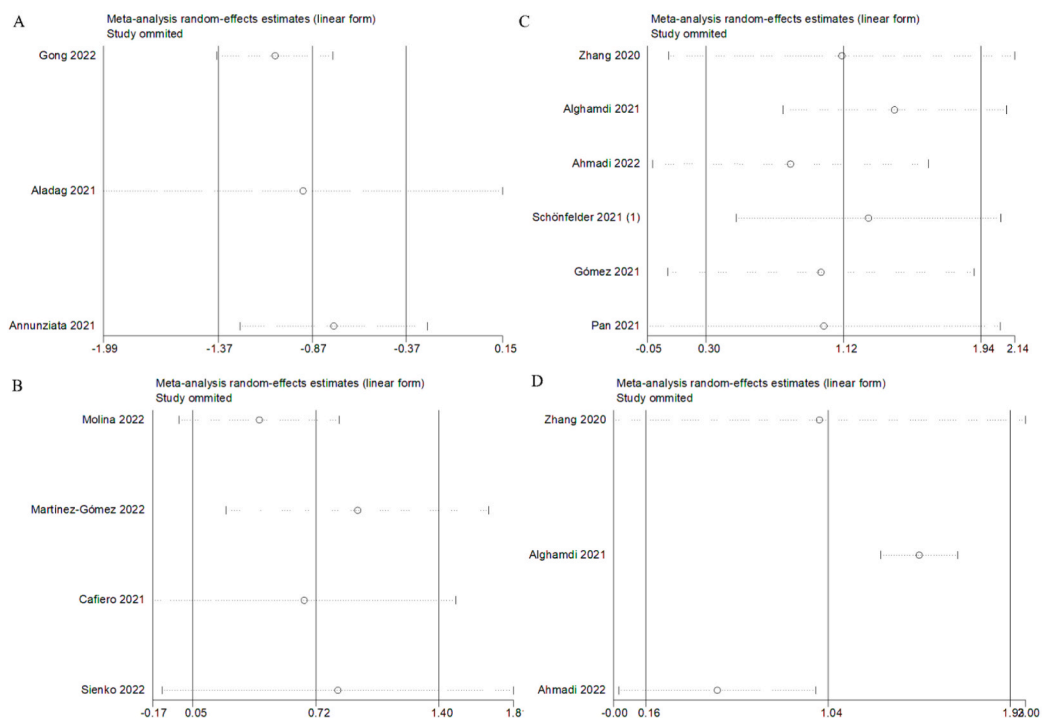 A
Meta-analysis random-effects estimates (linear form)
Study ommited
Gong 2022
Aladag 2021
Annunziata 2021
-1.99 -1.37 -0.87 -0.37 0.15
C
Meta-analysis random-effects estimates (linear form)
Study ommited
Zhang 2020
Alghamdi 2021
Ahmadi 2022
Schönfelder 2021 (1)
Gómez 2021
Pan 2021
-0.05 0.30 1.12 1.94 2.14
B
Meta-analysis random-effects estimates (linear form)
Study ommited
Molina 2022
Martínez-Gómez 2022
Cafiero 2021
Sienko 2022
-0.17 0.05 0.72 1.40 1.8
D
Meta-analysis random-effects estimates (linear form)
Study ommited
Zhang 2020
Alghamdi 2021
Ahmadi 2022
-0.00 0.16 1.04